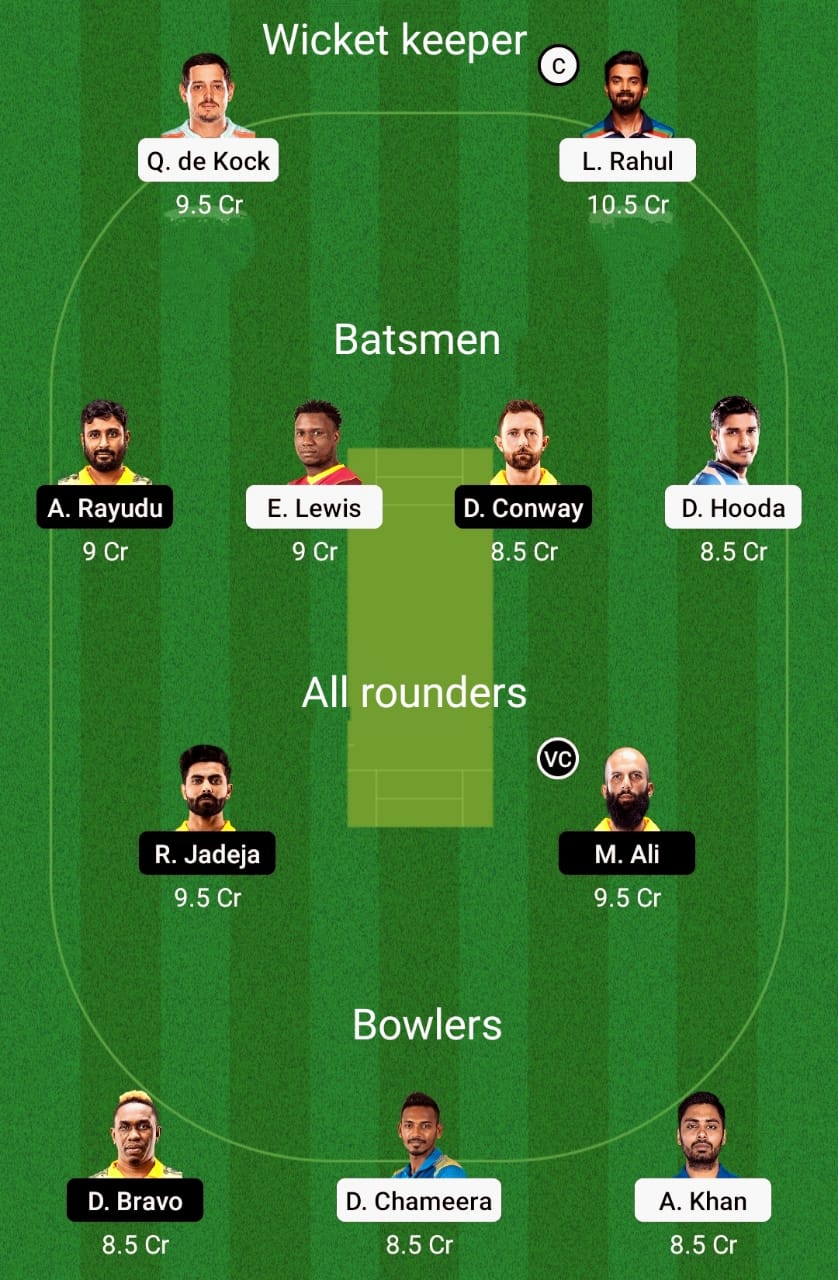 Wicket keeper
C
Q. de Kock
L. Rahul
9.5 Cr
10.5 Cr
Batsmen
A. Rayudu
E. Lewis
D. Conway
D. Hooda
9 Cr
9 Cr
8.5 Cr
8.5 Cr
All rounders
VC
R. Jadeja
M. Ali
9.5 Cr
9.5 Cr
Bowlers
D. Bravo
D. Chameera
A. Khan
8.5 Cr
8.5 Cr
8.5 Cr